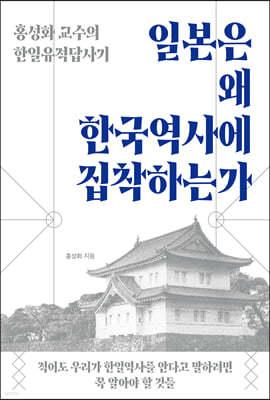 홍성화 교수의
한일유적답사기
일본은
왜
한국역사에
집착하는가
홍성화 지음
적어도 우리가 한일역사를 안다고 말하려면
꼭 알아야 할 것들